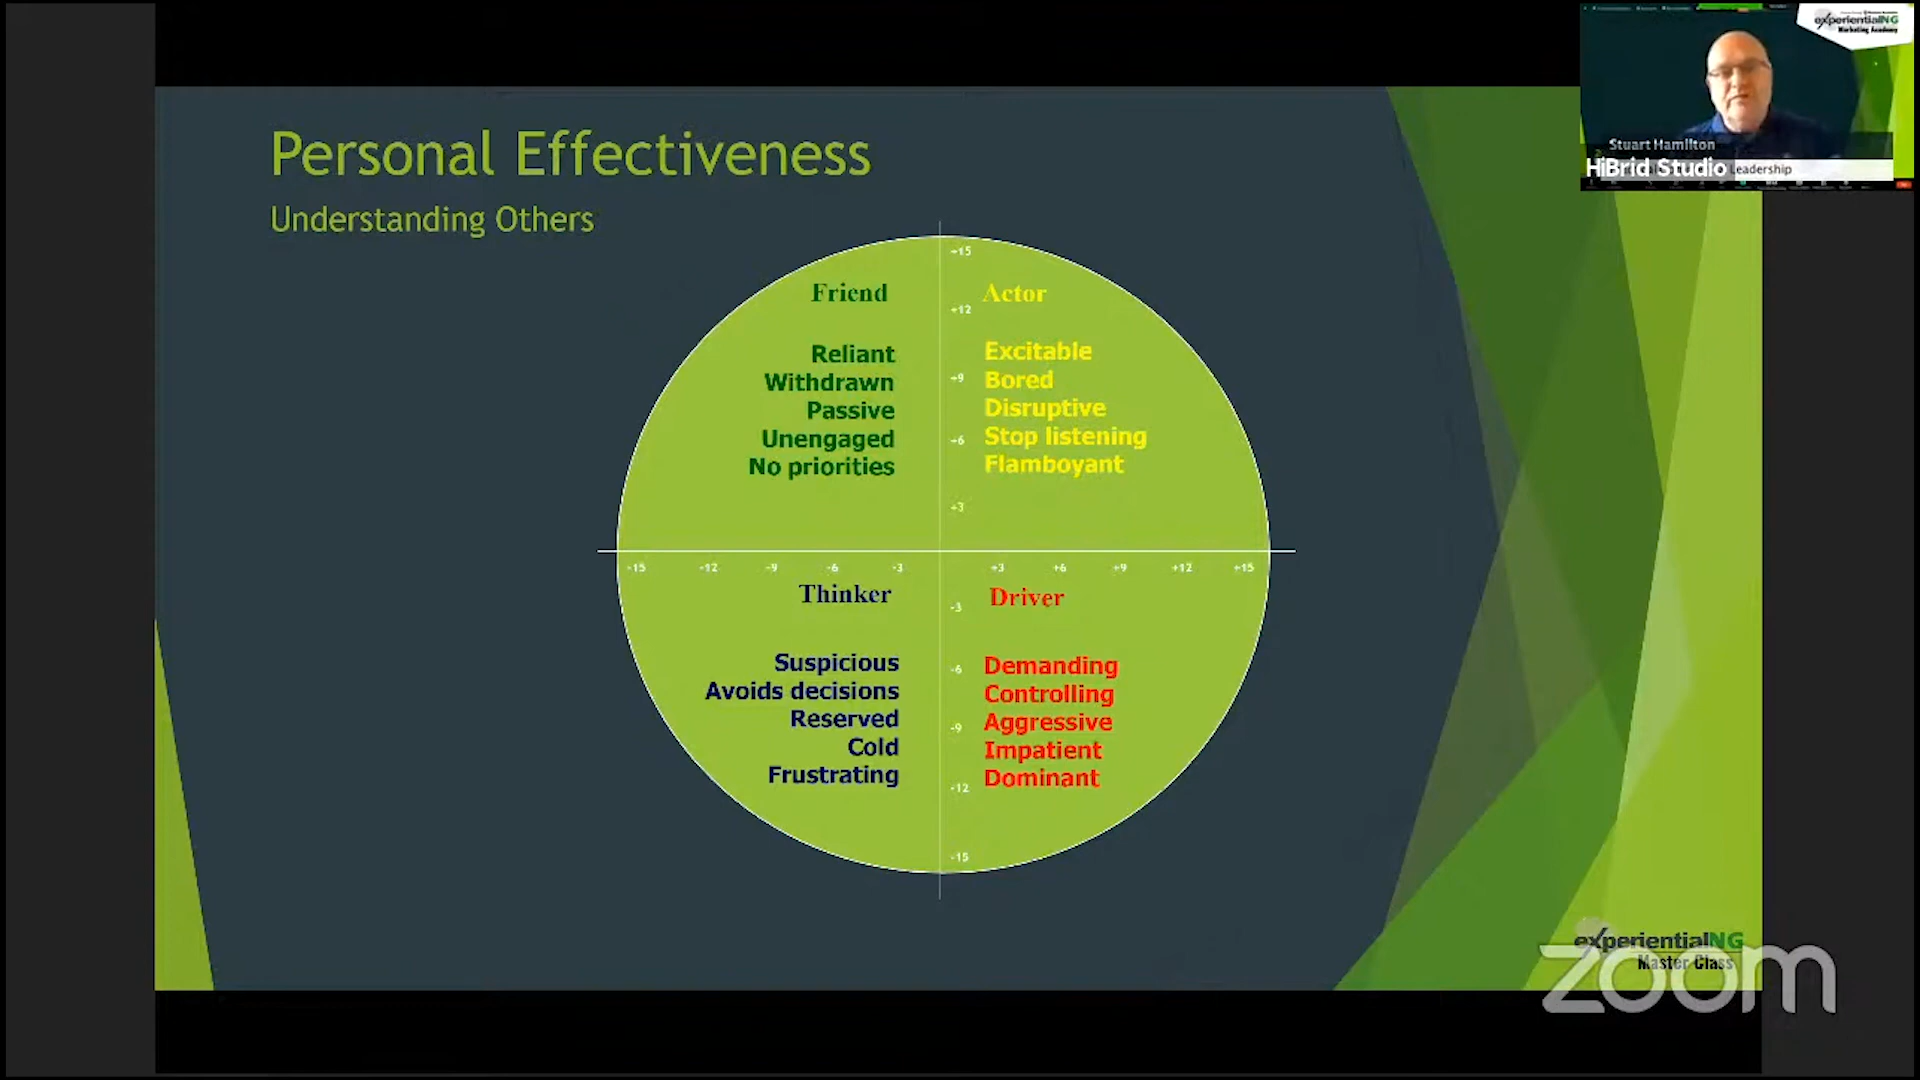 Personal Effectiveness
Understanding Others
experientialNG
Marketing Academy
Stuart Hamilton
HiBrid Studio
Leadership
+15
Friend
Actor
+12
Reliant
Withdrawn
Passive
Unengaged
No priorities
Excitable
Bored
Disruptive
Stop listening
Flamboyant
+9
+6
+3
-15 -12 -9 -6 -3 +3 +6 +9 +12 +15
Thinker
Driver
-3
Suspicious
Avoids decisions
Reserved
Cold
Frustrating
Demanding
Controlling
Aggressive
Impatient
Dominant
-6
-9
-12
-15
experientialNG
Master Class
zoom